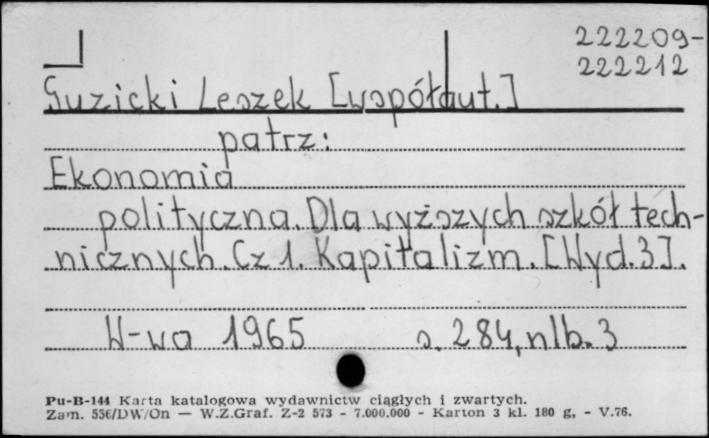 222209-
222212
Guzicki Leszek [współaut.]
patrz:
Ekonomia
polityczna. Dla wyższych szkół tech-
nicznych. Cz 1. Kapitalizm. [Wyd. 3].
W-wa 1965 s. 284, nlb. 3
Pu-B-144 Karta katalogowa wydawnictw ciągłych i zwartych.
Zam. 556/DW/On — W.Z.Graf. Z-2 573 - 7.000.000 - Karton 3 kl. 180 g, - V.76.